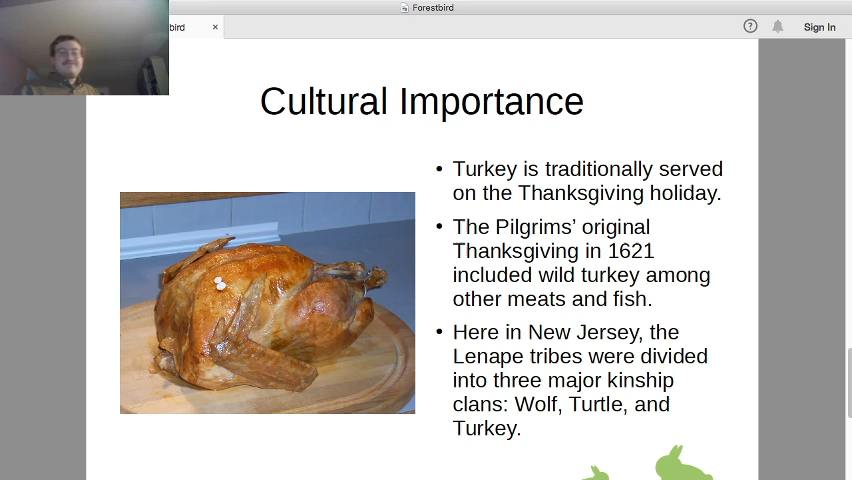 Forestbird
bird
Sign In
Cultural Importance
• Turkey is traditionally served
on the Thanksgiving holiday.
• The Pilgrims’ original
Thanksgiving in 1621
included wild turkey among
other meats and fish.
• Here in New Jersey, the
Lenape tribes were divided
into three major kinship
clans: Wolf, Turtle, and
Turkey.